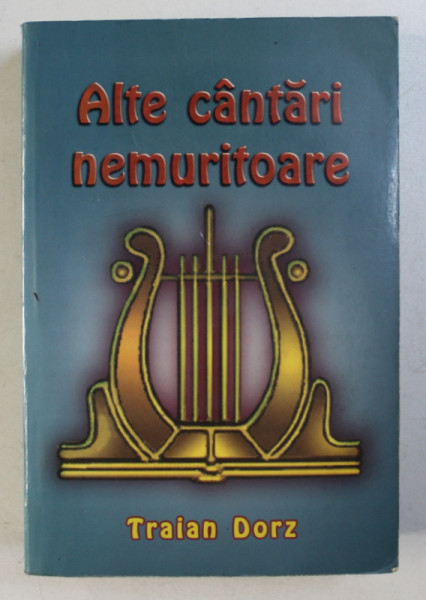 Alte cântări
nemuritoare
Traian Dorz